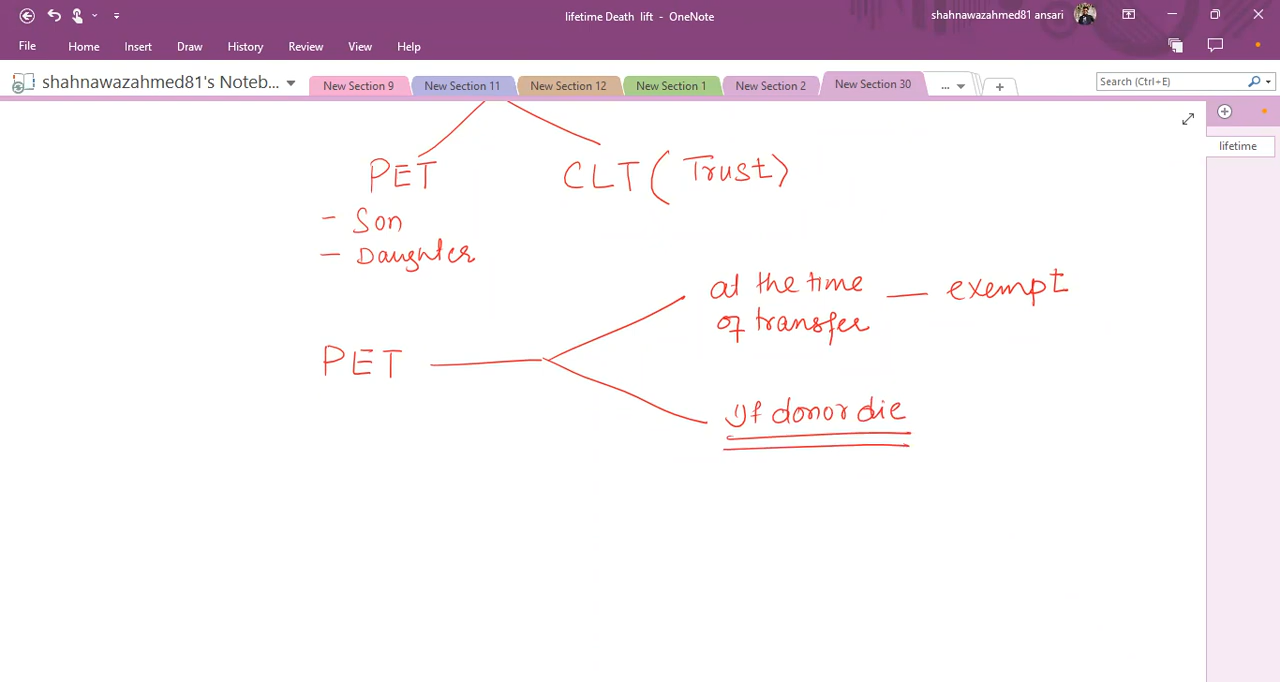 lifetime Death lift - OneNote
shahnawazahmed81 ansari
File Home Insert Draw History Review View Help
shahnawazahmed81's Noteb...
New Section 9
New Section 11
New Section 12
New Section 1
New Section 2
New Section 30
...
Search (Ctrl+E)
lifetime
PET
CLT (Trust)
- Son
- Daughter
at the time — exempt
of transfer
PET
if donor die